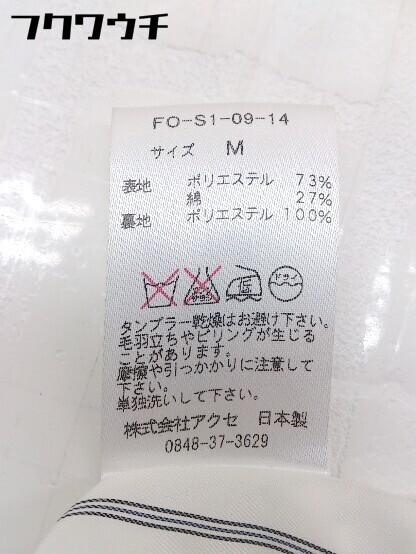 フクワウチ
FO-S1-09-14
サイズ M
表地 ポリエステル 73%
綿 27%
裏地 ポリエステル 100%
低 ドライ
タンブラー乾燥はお避け下さい。
毛羽立ちやピリングが生じる
ことがあります。
摩擦や引っかかりに注意して
下さい。
単独洗いして下さい。
株式会社アクセ 日本製
0848-37-3629